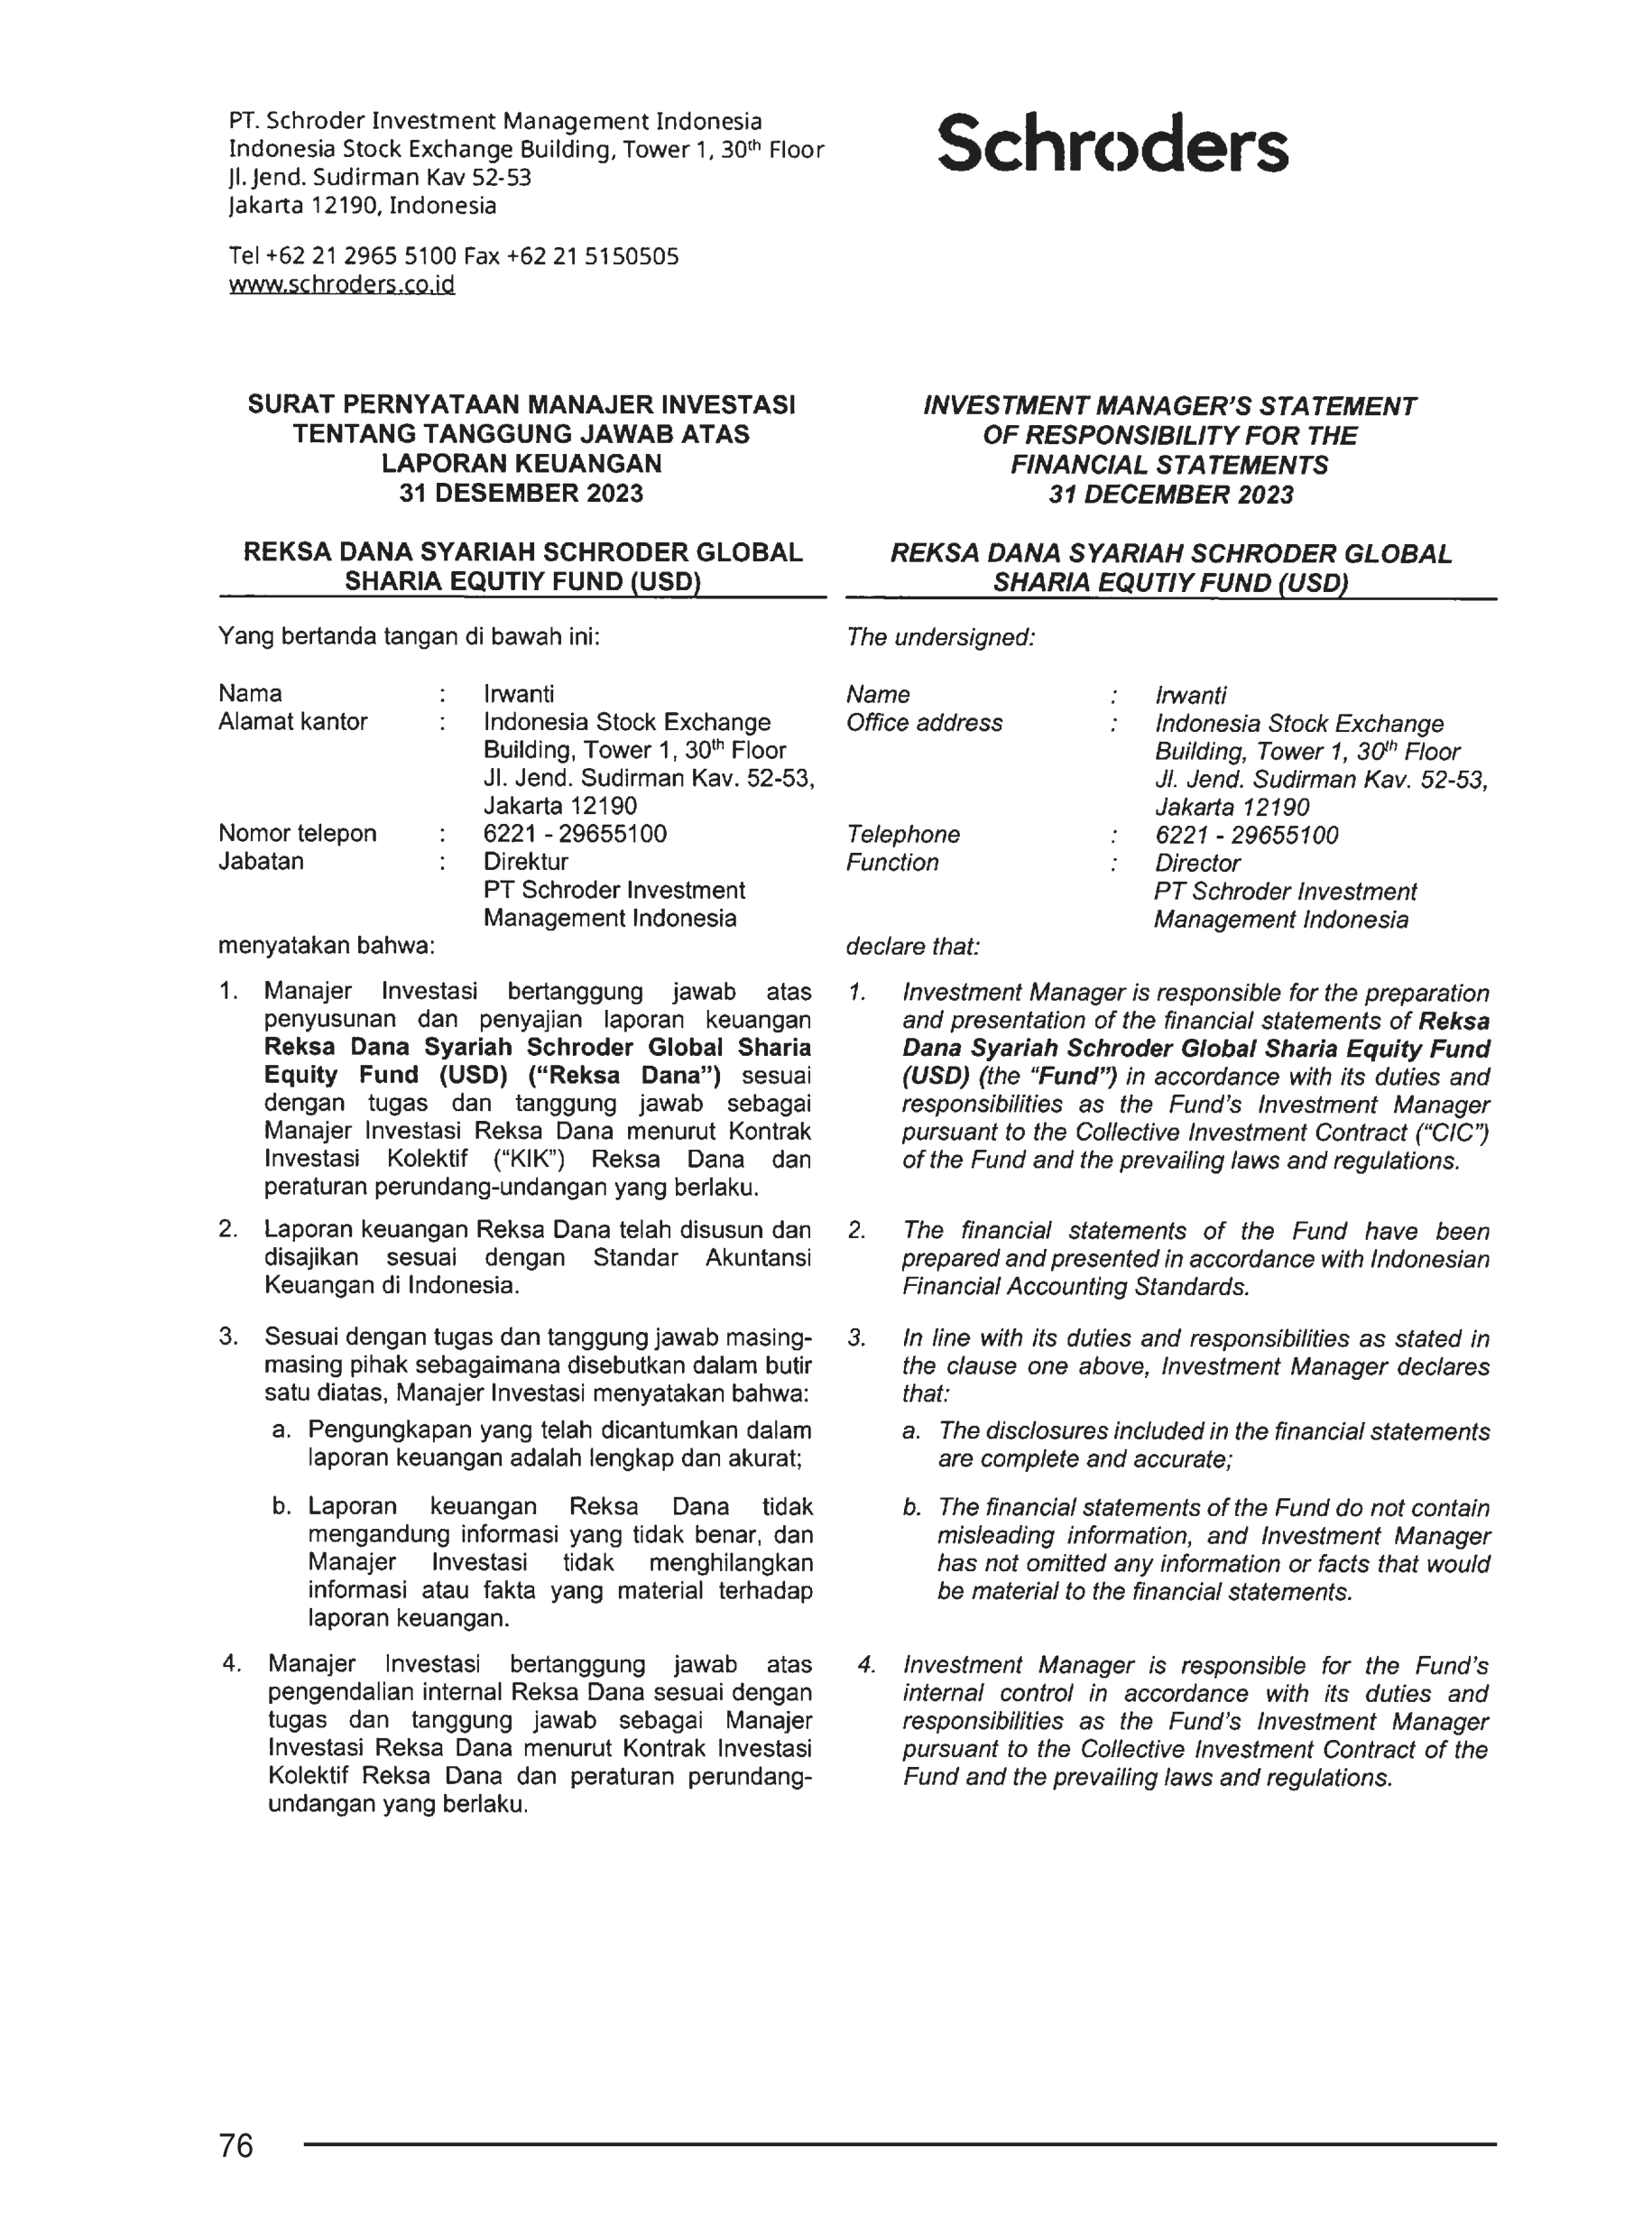 PT. Schroder Investment Management Indonesia
Indonesia Stock Exchange Building, Tower 1, 30th Floor
Jl. Jend. Sudirman Kav 52-53
Jakarta 12190, Indonesia
Tel +62 21 2965 5100 Fax +62 21 5150505
www.schroders.co.id
Schroders
SURAT PERNYATAAN MANAJER INVESTASI
TENTANG TANGGUNG JAWAB ATAS
LAPORAN KEUANGAN
31 DESEMBER 2023
REKSA DANA SYARIAH SCHRODER GLOBAL
SHARIA EQUTIY FUND (USD)
Yang bertanda tangan di bawah ini:
Nama : Irwanti
Alamat kantor : Indonesia Stock Exchange
Building, Tower 1, 30th Floor
Jl. Jend. Sudirman Kav. 52-53,
Jakarta 12190
Nomor telepon : 6221 - 29655100
Jabatan : Direktur
PT Schroder Investment
Management Indonesia
menyatakan bahwa:
1. Manajer Investasi bertanggung jawab atas
penyusunan dan penyajian laporan keuangan
Reksa Dana Syariah Schroder Global Sharia
Equity Fund (USD) (“Reksa Dana”) sesuai
dengan tugas dan tanggung jawab sebagai
Manajer Investasi Reksa Dana menurut Kontrak
Investasi Kolektif (“KIK”) Reksa Dana dan
peraturan perundang-undangan yang berlaku.
2. Laporan keuangan Reksa Dana telah disusun dan
disajikan sesuai dengan Standar Akuntansi
Keuangan di Indonesia.
3. Sesuai dengan tugas dan tanggung jawab masing-
masing pihak sebagaimana disebutkan dalam butir
satu diatas, Manajer Investasi menyatakan bahwa:
a. Pengungkapan yang telah dicantumkan dalam
laporan keuangan adalah lengkap dan akurat;
b. Laporan keuangan Reksa Dana tidak
mengandung informasi yang tidak benar, dan
Manajer Investasi tidak menghilangkan
informasi atau fakta yang material terhadap
laporan keuangan.
4. Manajer Investasi bertanggung jawab atas
pengendalian internal Reksa Dana sesuai dengan
tugas dan tanggung jawab sebagai Manajer
Investasi Reksa Dana menurut Kontrak Investasi
Kolektif Reksa Dana dan peraturan perundang-
undangan yang berlaku.
INVESTMENT MANAGER’S STATEMENT
OF RESPONSIBILITY FOR THE
FINANCIAL STATEMENTS
31 DECEMBER 2023
REKSA DANA SYARIAH SCHRODER GLOBAL
SHARIA EQUTIY FUND (USD)
The undersigned:
Name : Irwanti
Office address : Indonesia Stock Exchange
Building, Tower 1, 30th Floor
Jl. Jend. Sudirman Kav. 52-53,
Jakarta 12190
Telephone : 6221 - 29655100
Function : Director
PT Schroder Investment
Management Indonesia
declare that:
1. Investment Manager is responsible for the preparation
and presentation of the financial statements of Reksa
Dana Syariah Schroder Global Sharia Equity Fund
(USD) (the “Fund”) in accordance with its duties and
responsibilities as the Fund’s Investment Manager
pursuant to the Collective Investment Contract (“CIC”)
of the Fund and the prevailing laws and regulations.
2. The financial statements of the Fund have been
prepared and presented in accordance with Indonesian
Financial Accounting Standards.
3. In line with its duties and responsibilities as stated in
the clause one above, Investment Manager declares
that:
a. The disclosures included in the financial statements
are complete and accurate;
b. The financial statements of the Fund do not contain
misleading information, and Investment Manager
has not omitted any information or facts that would
be material to the financial statements.
4. Investment Manager is responsible for the Fund’s
internal control in accordance with its duties and
responsibilities as the Fund’s Investment Manager
pursuant to the Collective Investment Contract of the
Fund and the prevailing laws and regulations.
76